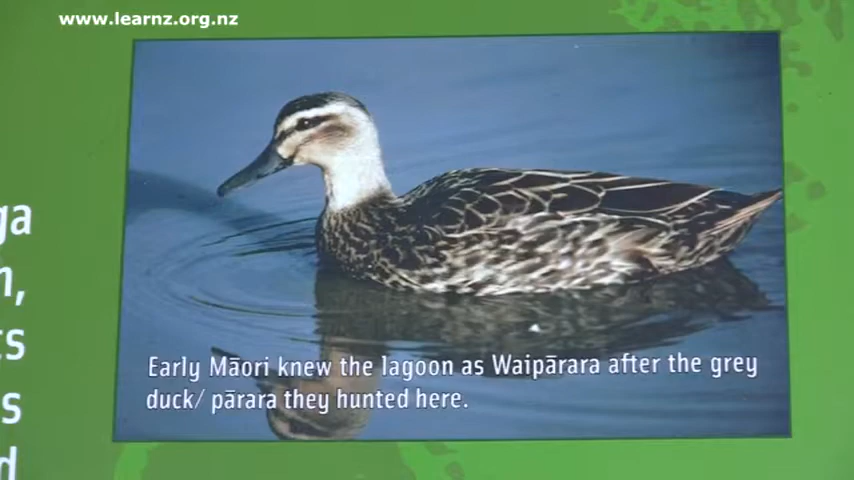 www.learnz.org.nz
Early Māori knew the lagoon as Waipārara after the grey
duck/ pārara they hunted here.